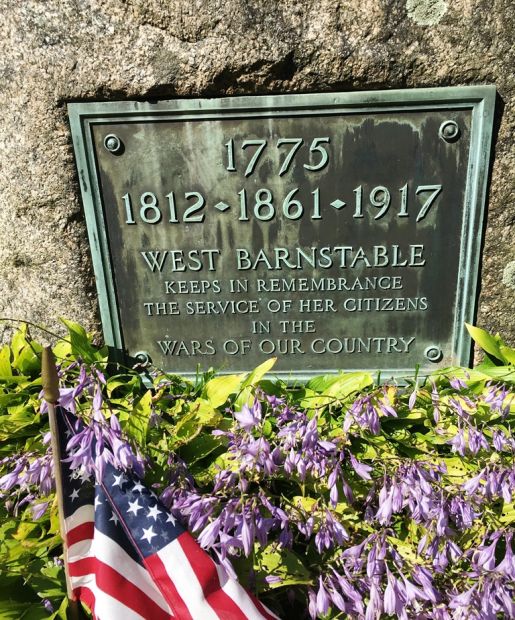 1775
1812 ◆ 1861 ◆ 1917
WEST BARNSTABLE
KEEPS IN REMEMBRANCE
THE SERVICE OF HER CITIZENS
IN THE
WARS OF OUR COUNTRY